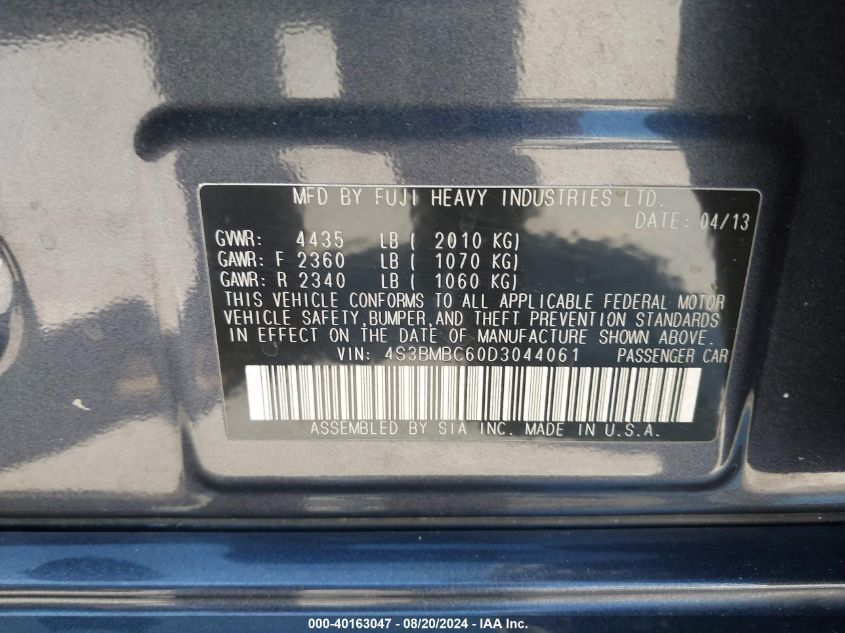 MFD BY FUJI HEAVY INDUSTRIES LTD.
DATE: 04/13
GVWR: 4435 LB ( 2010 KG)
GAWR: F 2360 LB ( 1070 KG)
GAWR: R 2340 LB ( 1060 KG)
THIS VEHICLE CONFORMS TO ALL APPLICABLE FEDERAL MOTOR
VEHICLE SAFETY,BUMPER,AND THEFT PREVENTION STANDARDS
IN EFFECT ON THE DATE OF MANUFACTURE SHOWN ABOVE.
VIN: 4S3BMBC60D3044061 PASSENGER CAR
ASSEMBLED BY SIA INC. MADE IN U.S.A.
000-40163047 - 08/20/2024 - IAA Inc.